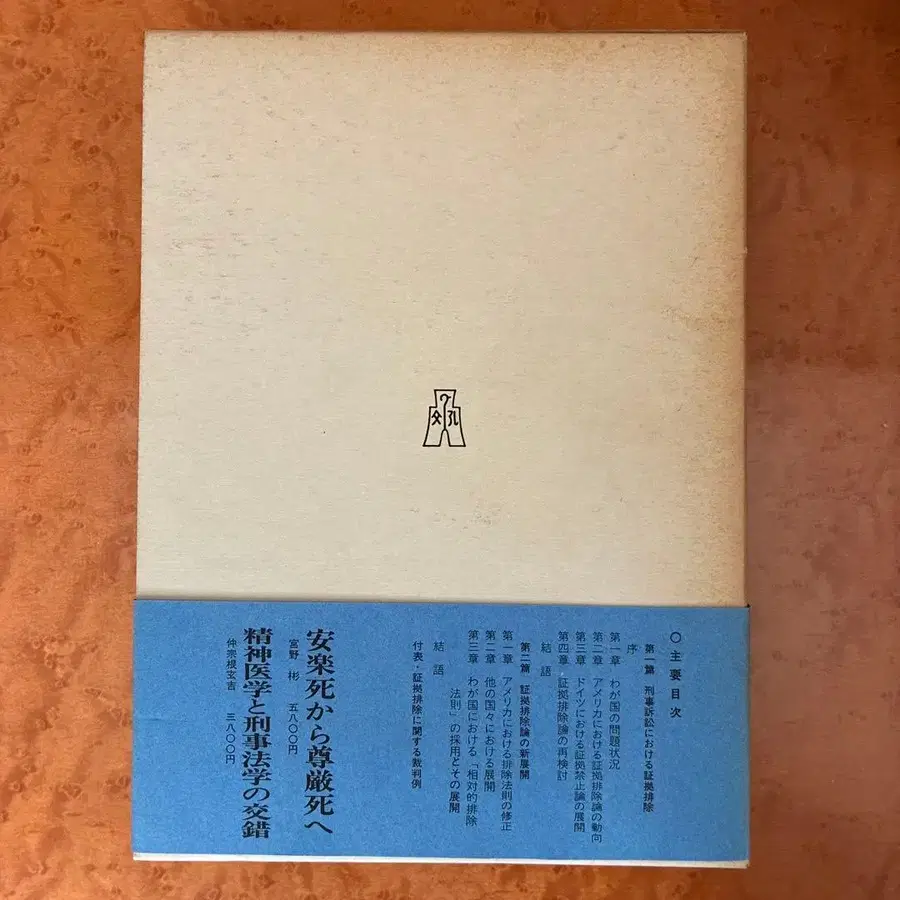 〇主要目次
第一篇 刑事訴訟における証拠排除
序
第一章 わが国の問題状況
第二章 アメリカにおける証拠排除論の動向
第三章 ドイツにおける証拠禁止論の展開
第四章 証拠排除論の再検討
結語
第二篇 証拠排除論の新展開
第一章 アメリカにおける排除法則の修正
第二章 他の国々における展開
第三章 わが国における「相対的排除
法則」の採用とその展開
結語
付表・証拠排除に関する裁判例
安楽死から尊厳死へ
宮野 彬 五八〇〇円
精神医学と刑事法学の交錯
仲宗根玄吉 三八〇〇円